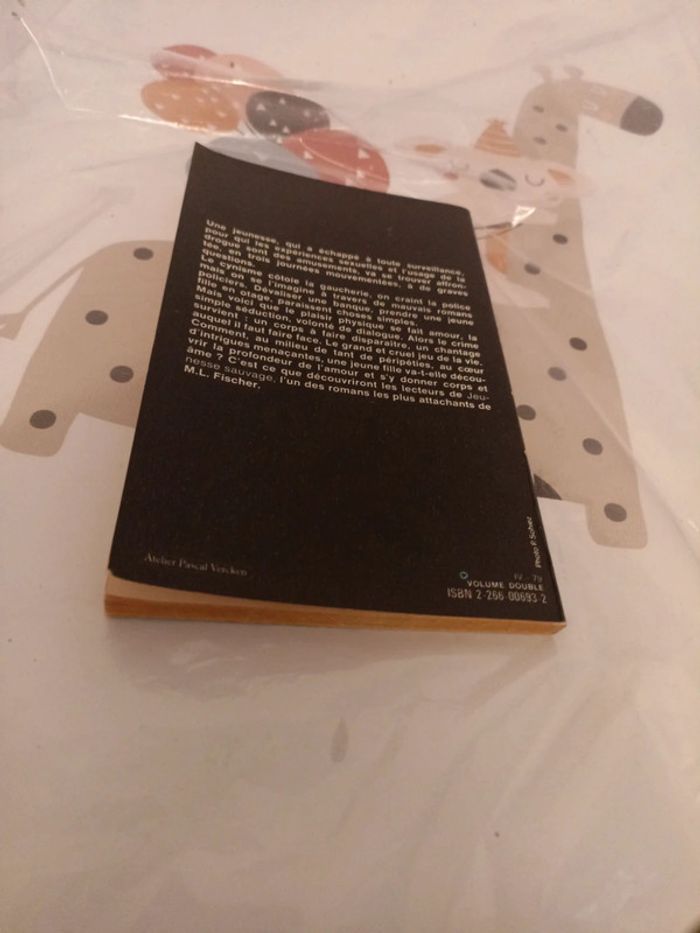 Une jeunesse, qui a échappé à toute surveillance,
pour qui les expériences sexuelles et l'usage de la
drogue sont des amusements, va se trouver affron-
tée, en trois journées mouvementées, à de graves
questions.
Le cynisme côtoie la gaucherie, on craint la police
mais on se l'imagine à travers de mauvais romans
policiers. Dévaliser une banque, prendre une jeune
fille en otage, paraissent choses simples.
Mais voici que le plaisir physique se fait amour, la
simple séduction, volonté de dialogue. Alors le crime
auquel il faut faire face. Le grand et cruel jeu de la vie.
: un corps à faire disparaître, un chantage
Comment, au milieu de tant de péripéties, au cœur
d'intrigues menaçantes, une jeune fille va-t-elle décou-
vrir la profondeur de l'amour et s'y donner corps et
âme ? C'est ce que découvriront les lecteurs de Jeu-
nesse sauvage, l'un des romans les plus attachants de
M.L. Fischer.
Photo P. Schatz
Atelier Pascal Vercken
IV - 79
VOLUME DOUBLE
ISBN 2-266-00693-2